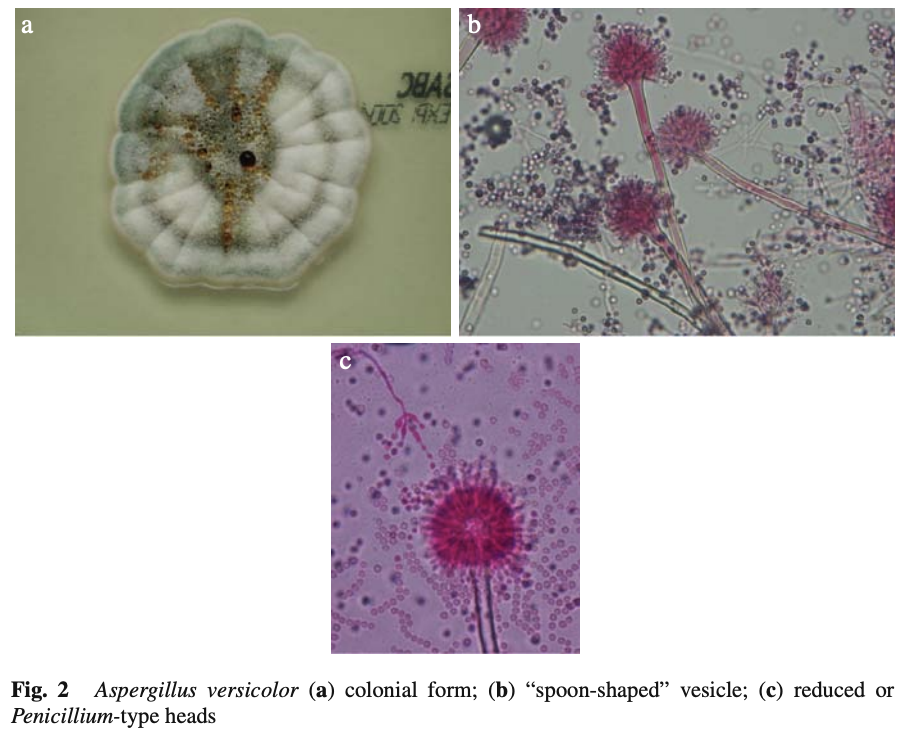 a
b
c
Fig. 2 Aspergillus versicolor (a) colonial form; (b) “spoon-shaped” vesicle; (c) reduced or
Penicillium-type heads